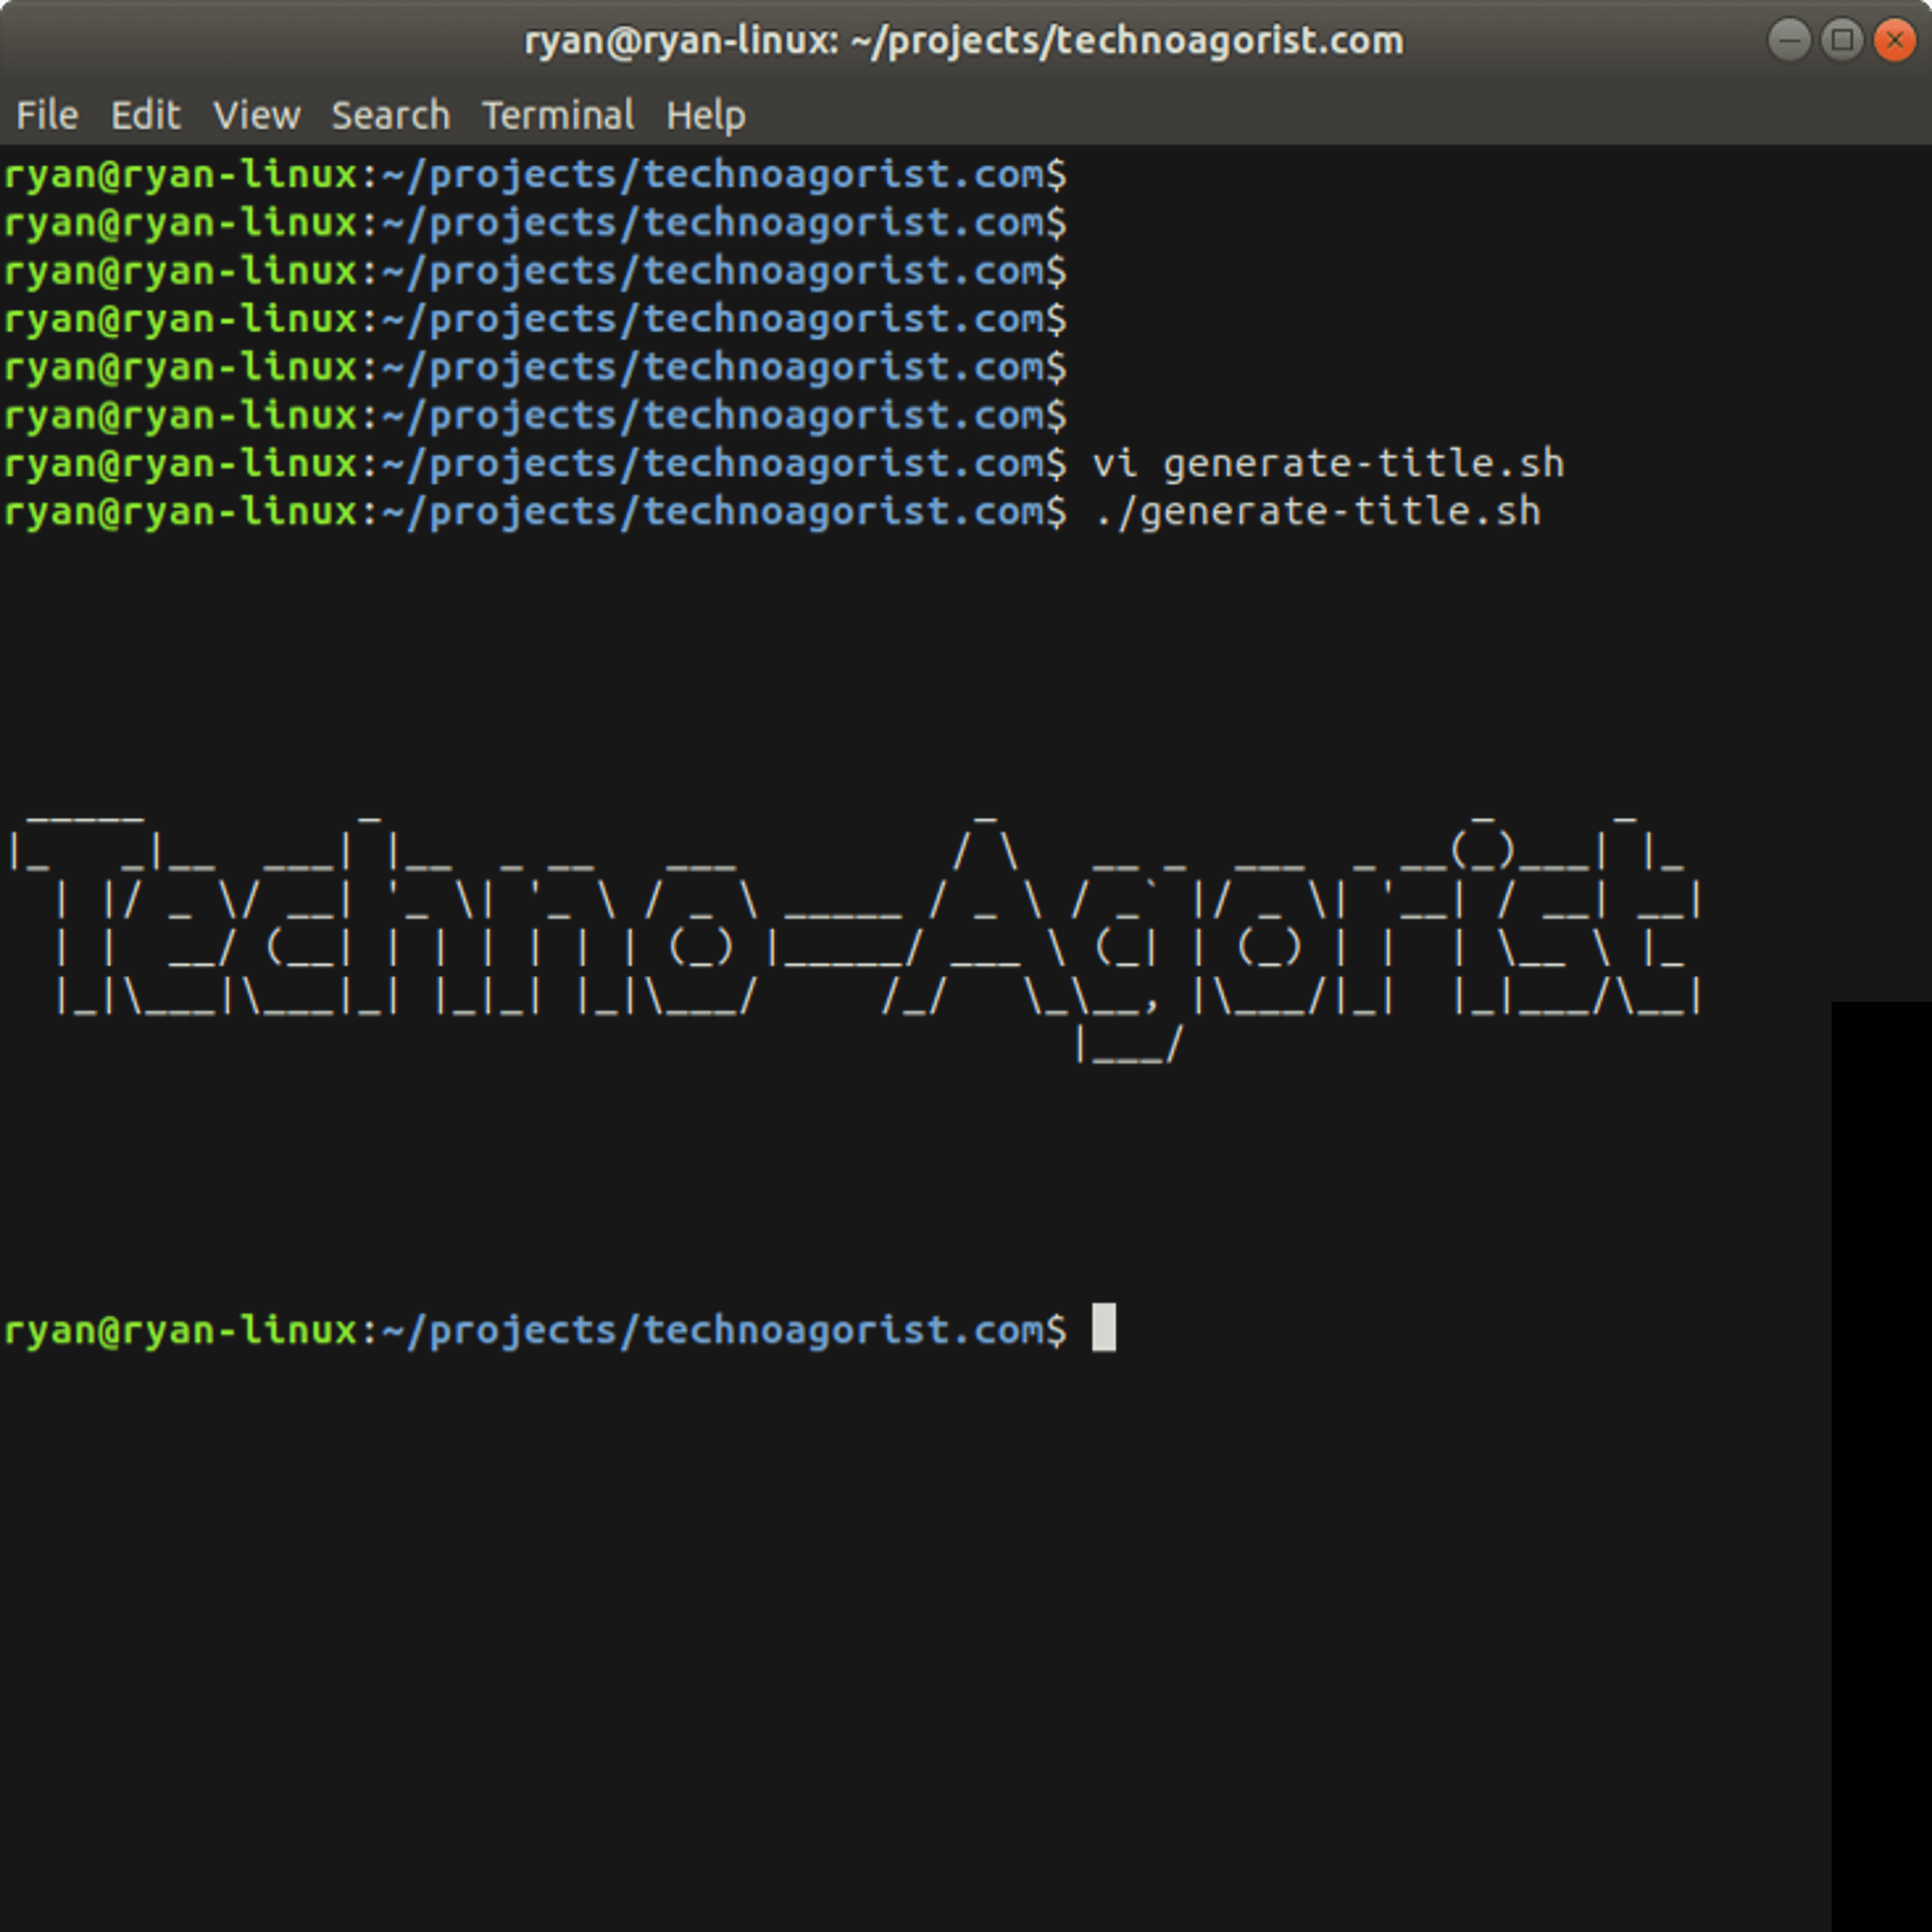 ryan@ryan-linux: ~/projects/technoagorist.com
File Edit View Search Terminal Help
ryan@ryan-linux:~/projects/technoagorist.com$
ryan@ryan-linux:~/projects/technoagorist.com$
ryan@ryan-linux:~/projects/technoagorist.com$
ryan@ryan-linux:~/projects/technoagorist.com$
ryan@ryan-linux:~/projects/technoagorist.com$
ryan@ryan-linux:~/projects/technoagorist.com$
ryan@ryan-linux:~/projects/technoagorist.com$ vi generate-title.sh
ryan@ryan-linux:~/projects/technoagorist.com$ ./generate-title.sh
Techno-Agorist
ryan@ryan-linux:~/projects/technoagorist.com$